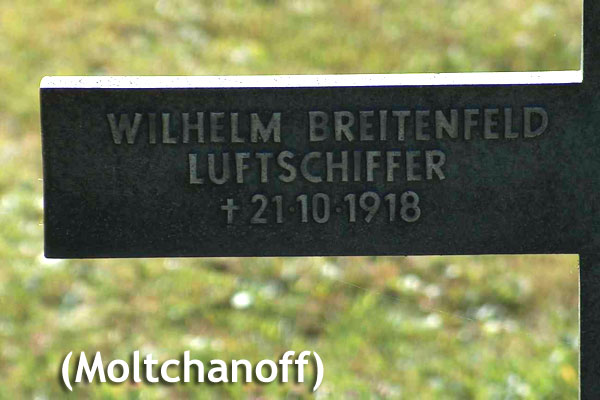 WILHELM BREITENFELD
LUFTSCHIFFER
✝ 21·10·1918
(Moltchanoff)